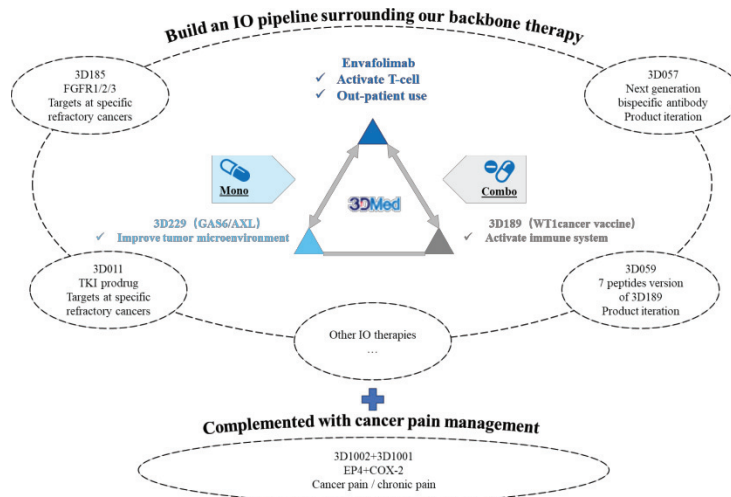 Build an IO pipeline surrounding our backbone therapy
3D185
FGFR1/2/3
Targets at specific
refractory cancers
Envafolimab
✓ Activate T-cell
✓ Out-patient use
3D057
Next generation
bispecific antibody
Product iteration
Mono
3DMed
Combo
3D229 (GAS6/AXL)
✓ Improve tumor microenvironment
3D189 (WT1cancer vaccine)
✓ Activate immune system
3D011
TKI prodrug
Targets at specific
refractory cancers
3D059
7 peptides version
of 3D189
Product iteration
Other IO therapies
…
Complemented with cancer pain management
3D1002+3D1001
EP4+COX-2
Cancer pain / chronic pain